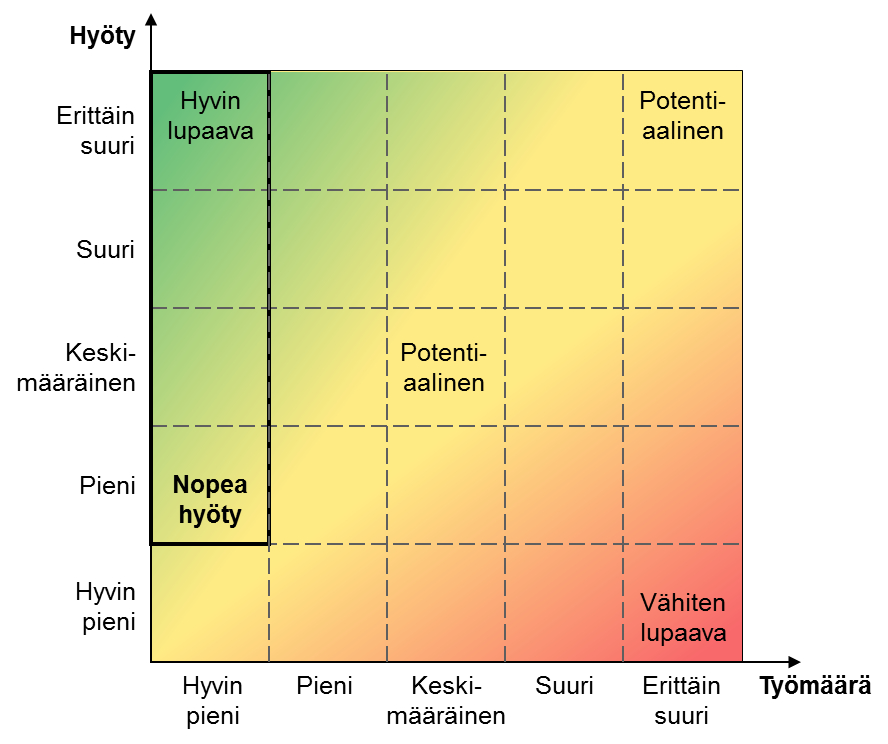 Hyöty
Erittäin
suuri
Hyvin
lupaava
Potenti-
aalinen
Suuri
Keski-
määräinen
Potenti-
aalinen
Pieni
Nopea
hyöty
Hyvin
pieni
Vähiten
lupaava
Hyvin
pieni
Pieni
Keski-
määräinen
Suuri
Erittäin
suuri
Työmäärä